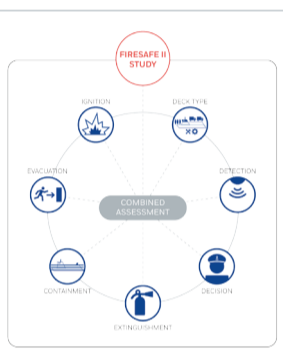 FIRESAFE II
STUDY
IGNITION
DECK TYPE
EVACUATION
DETECTION
COMBINED
ASSESSMENT
CONTAINMENT
DECISION
EXTINGUISHMENT